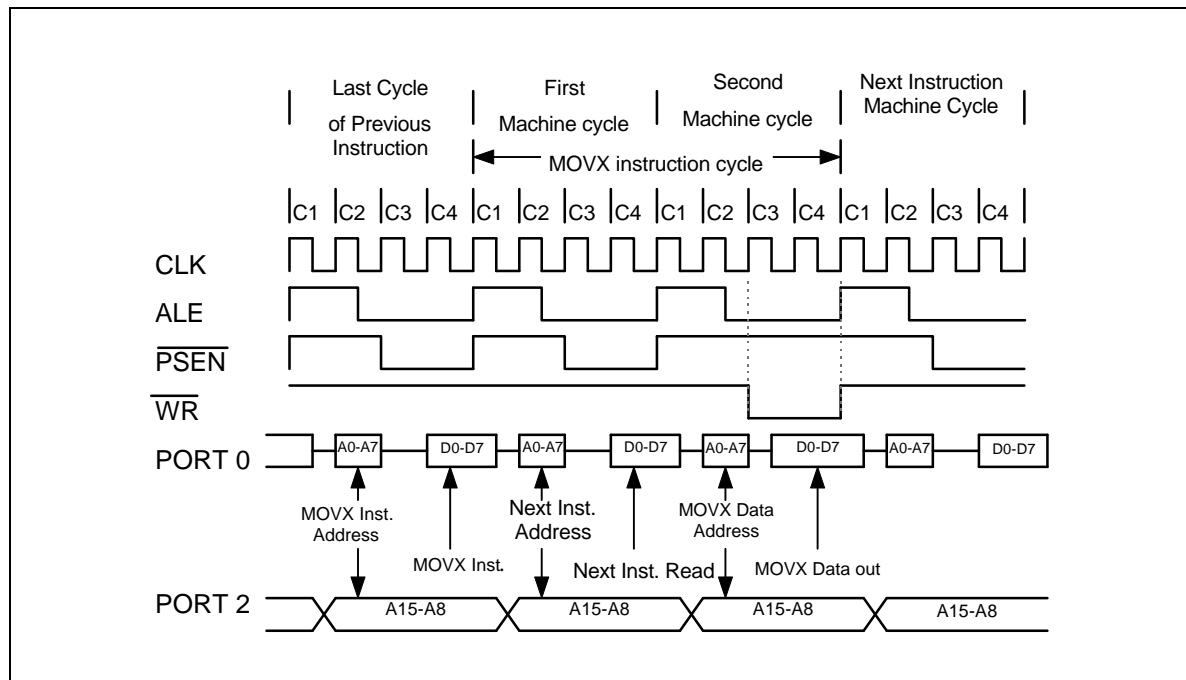 Last Cycle
of Previous
Instruction
First
Machine cycle
Second
Machine cycle
Next Instruction
Machine Cycle
MOVX instruction cycle
C1 C2 C3 C4 C1 C2 C3 C4 C1 C2 C3 C4 C1 C2 C3 C4
CLK
ALE
PSEN
WR
PORT 0
A0-A7 D0-D7 A0-A7 D0-D7 A0-A7 D0-D7 A0-A7 D0-D7
MOVX Inst.
Address
MOVX Inst.
Next Inst.
Address
Next Inst. Read
MOVX Data
Address
MOVX Data out
PORT 2
A15-A8 A15-A8 A15-A8 A15-A8